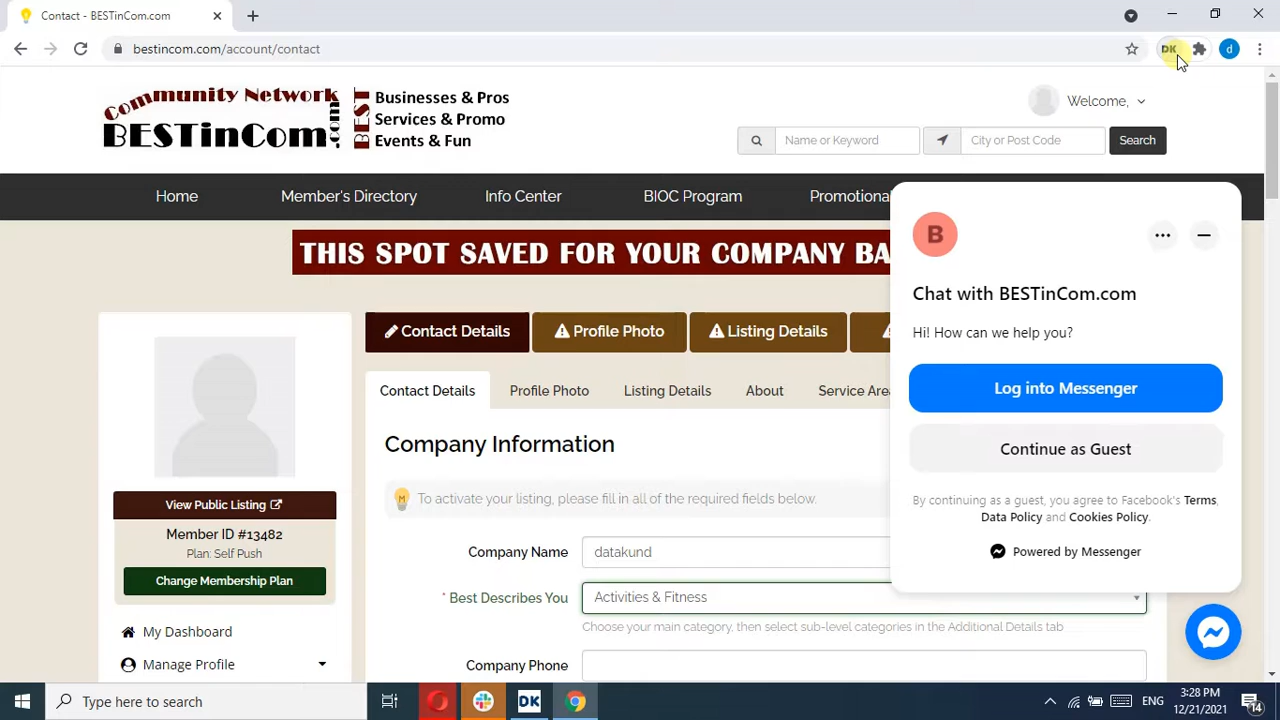 Contact - BESTinCom.com
bestincom.com/account/contact
DK
d
Community Network
BESTinCom.com
BEST
Businesses & Pros
Services & Promo
Events & Fun
Welcome,
Name or Keyword
City or Post Code
Search
Home
Member's Directory
Info Center
BIOC Program
Promotional
THIS SPOT SAVED FOR YOUR COMPANY BA
Contact Details
Profile Photo
Listing Details
Contact Details
Profile Photo
Listing Details
About
Service Area
Company Information
To activate your listing, please fill in all of the required fields below.
Company Name
datakund
* Best Describes You
Activities & Fitness
Choose your main category, then select sub-level categories in the Additional Details tab
Company Phone
View Public Listing
Member ID #13482
Plan: Self Push
Change Membership Plan
My Dashboard
Manage Profile
B
Chat with BESTinCom.com
Hi! How can we help you?
Log into Messenger
Continue as Guest
By continuing as a guest, you agree to Facebook's Terms,
Data Policy and Cookies Policy.
Powered by Messenger
Type here to search
DK
ENG
3:28 PM
12/21/2021
14